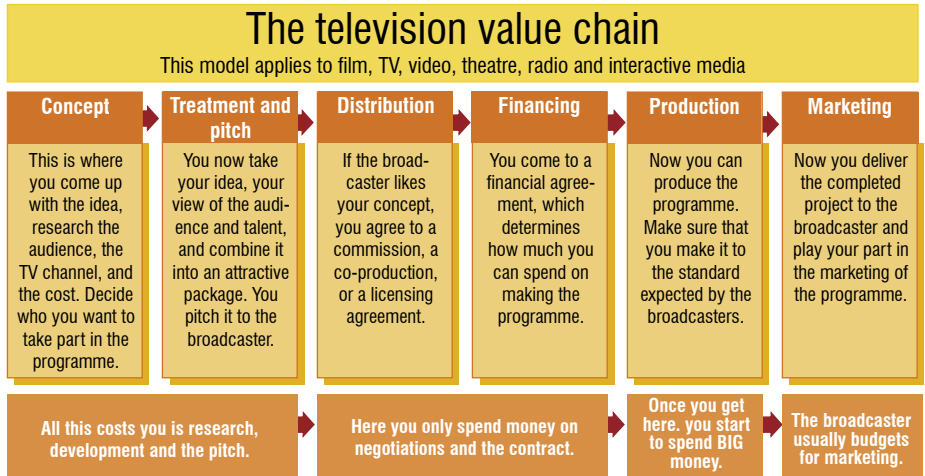 The television value chain
This model applies to film, TV, video, theatre, radio and interactive media
Concept
This is where
you come up
with the idea,
research the
audience, the
TV channel, and
the cost. Decide
who you want to
take part in the
programme.
Treatment and
pitch
You now take
your idea, your
view of the audi-
ence and talent,
and combine it
into an attractive
package. You
pitch it to the
broadcaster.
Distribution
If the broad-
caster likes
your concept,
you agree to a
commission, a
co-production,
or a licensing
agreement.
Financing
You come to a
financial agree-
ment, which
determines
how much you
can spend on
making the
programme.
Production
Now you can
produce the
programme.
Make sure that
you make it to
the standard
expected by the
broadcasters.
Marketing
Now you deliver
the completed
project to the
broadcaster and
play your part in
the marketing of
the programme.
All this costs you is research,
development and the pitch.
Here you only spend money on
negotiations and the contract.
Once you get
here. you start
to spend BIG
money.
The broadcaster
usually budgets
for marketing.